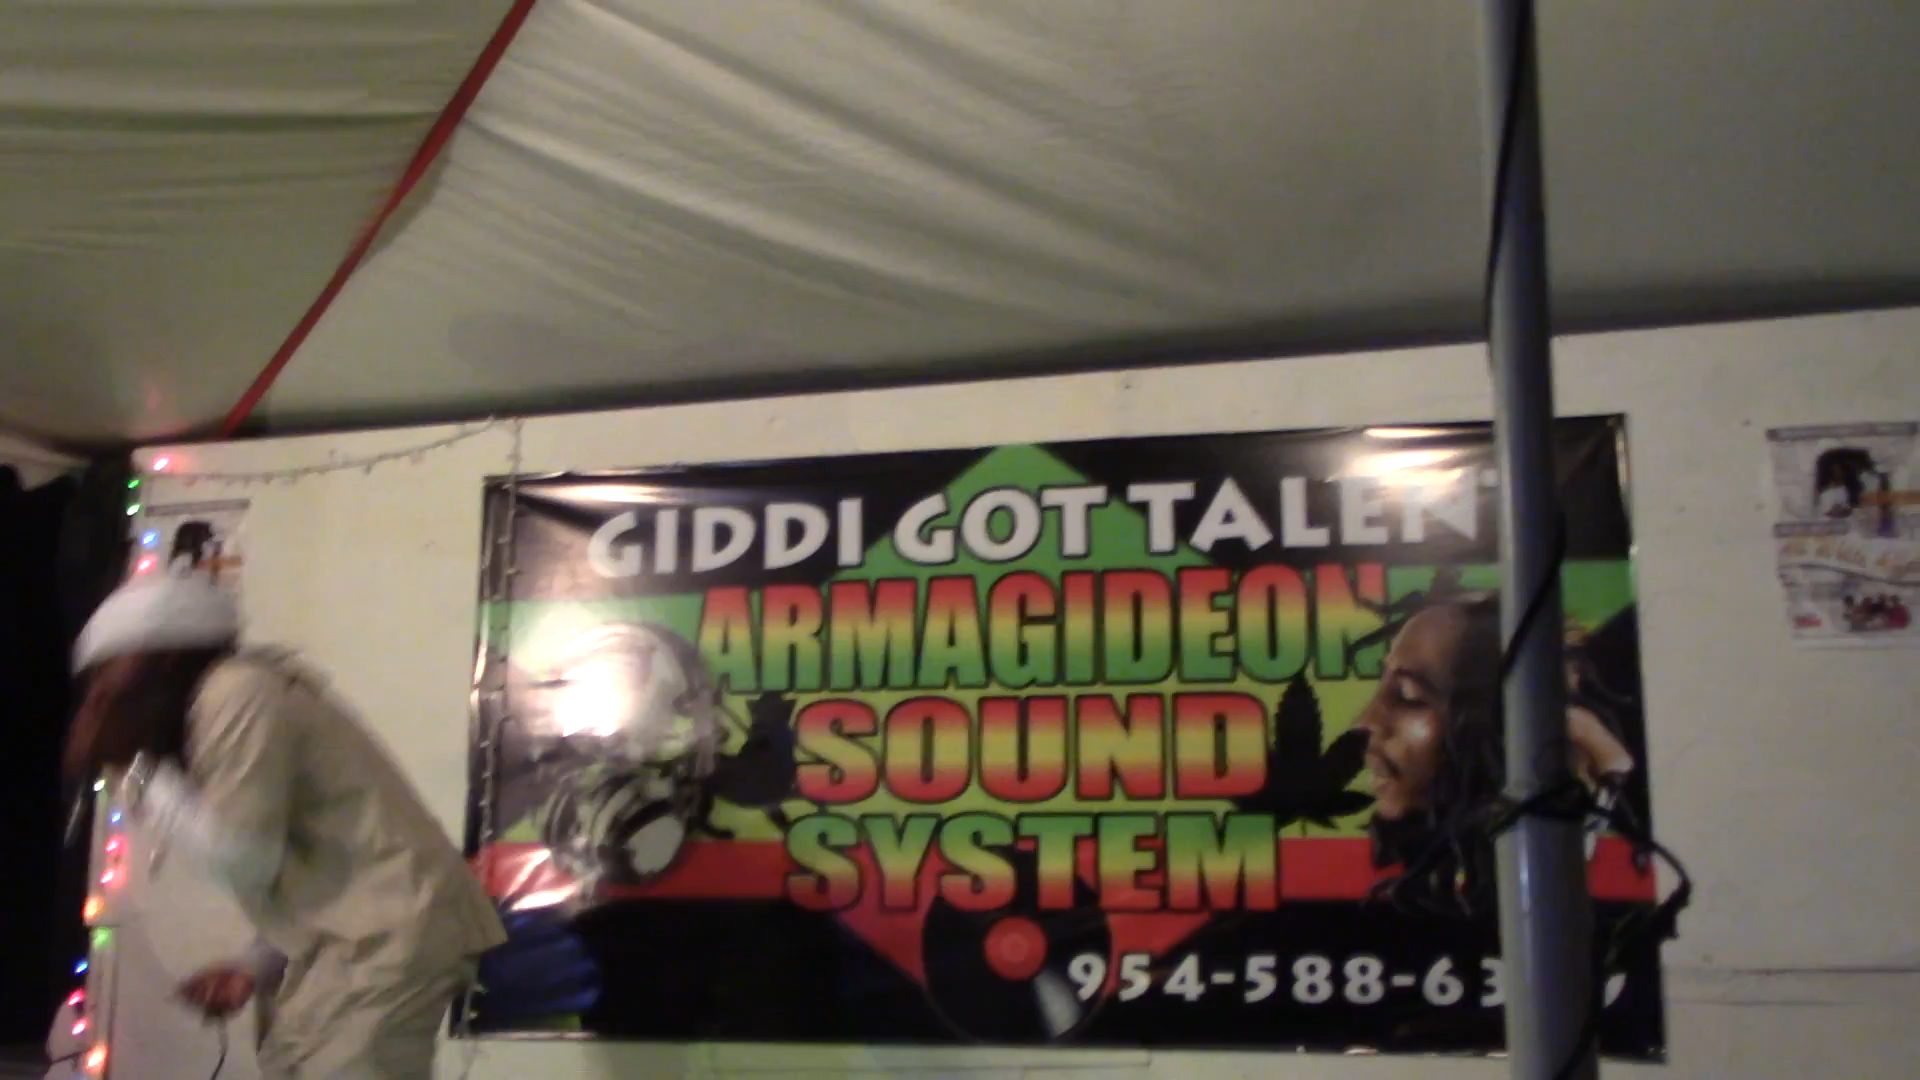 GIDDI GOT TALEN
ARMAGIDEON
SOUND
SYSTEM
954-588-63